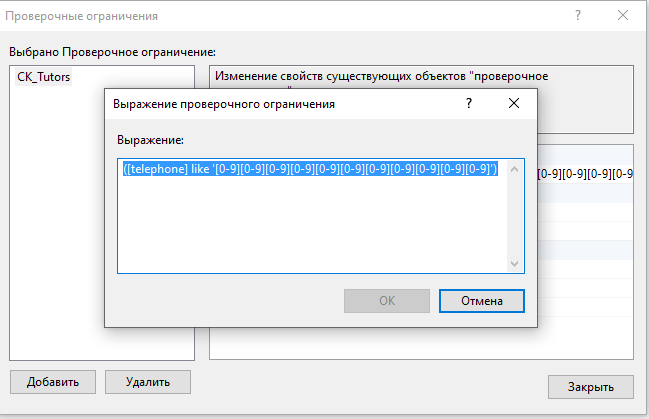 Проверочные ограничения
Выбрано Проверочное ограничение:
CK_Tutors
Изменение свойств существующих объектов "проверочное
Выражение проверочного ограничения
Выражение:
([telephone] like '[0-9][0-9][0-9][0-9][0-9][0-9][0-9][0-9][0-9][0-9][0-9]')
[0-9][0-9][0-9][0-9
OK
Отмена
Добавить
Удалить
Закрыть